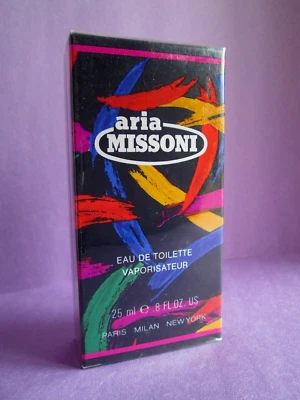 aria
MISSONI
EAU DE TOILETTE
VAPORISATEUR
25 ml ℮ .8 FL.OZ. US
PARIS MILAN NEW YORK